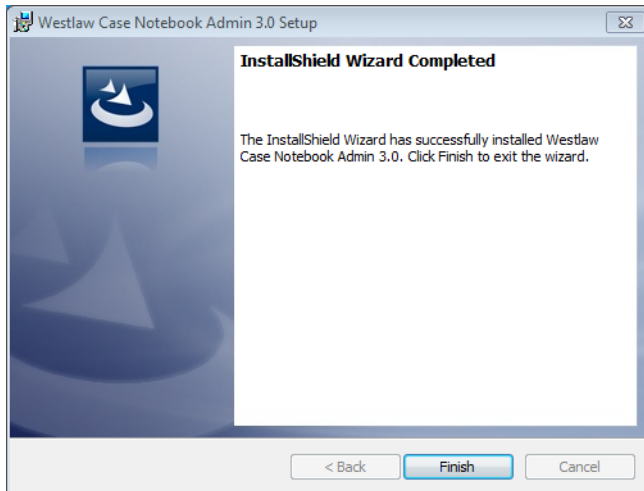 Westlaw Case Notebook Admin 3.0 Setup
InstallShield Wizard Completed
The InstallShield Wizard has successfully installed Westlaw
Case Notebook Admin 3.0. Click Finish to exit the wizard.
< Back Finish Cancel